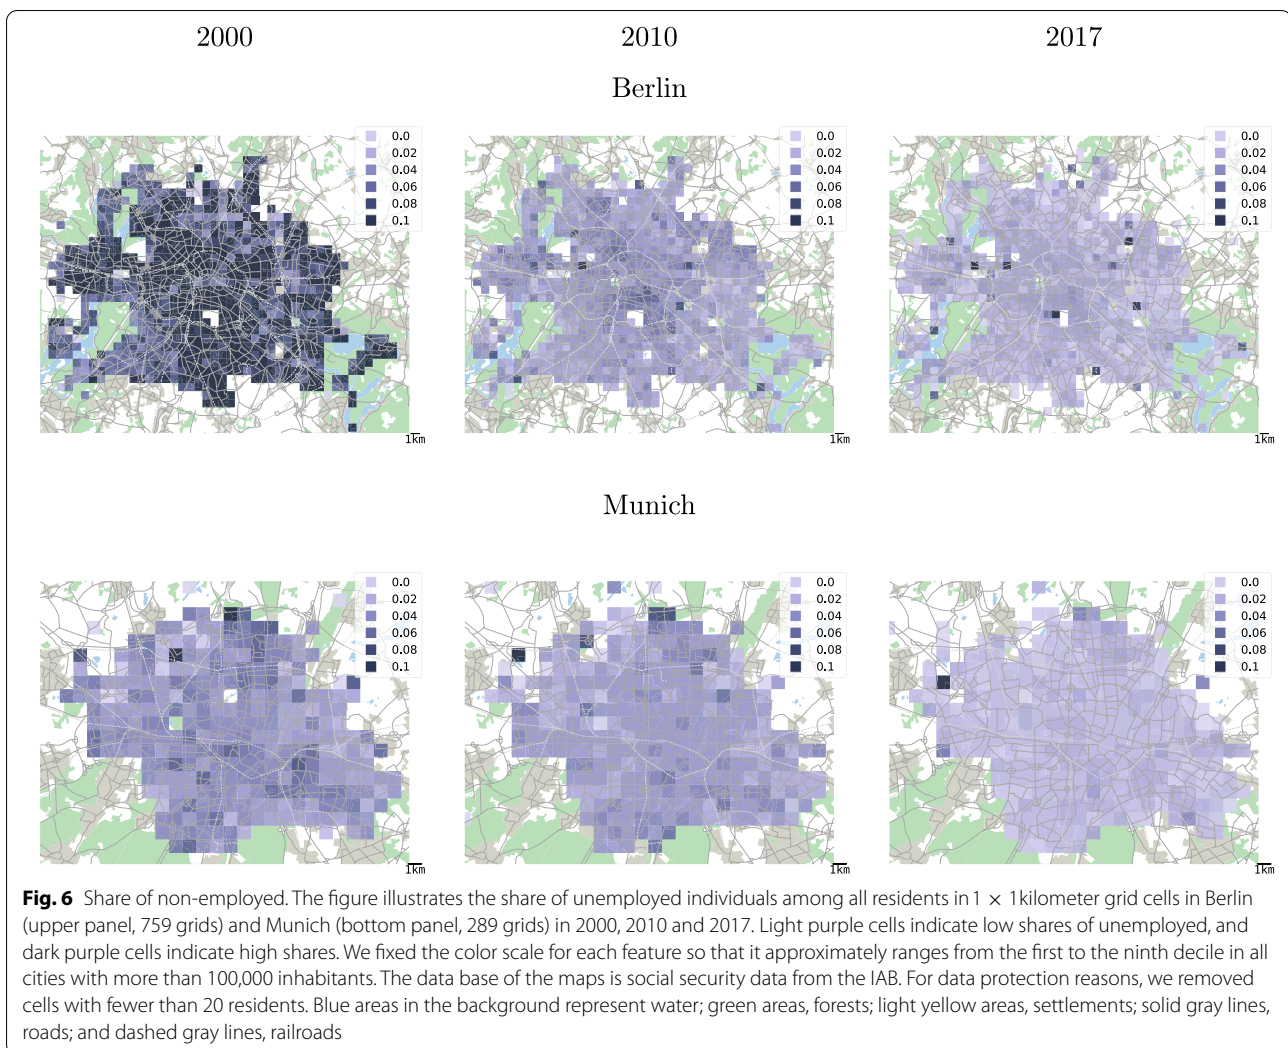 2000 2010 2017
Berlin
0.0 0.0 0.0
0.02 0.02 0.02
0.04 0.04 0.04
0.06 0.06 0.06
0.08 0.08 0.08
0.1 0.1 0.1
1km 1km 1km
Munich
0.0 0.0 0.0
0.02 0.02 0.02
0.04 0.04 0.04
0.06 0.06 0.06
0.08 0.08 0.08
0.1 0.1 0.1
1km 1km 1km
Fig. 6 Share of non-employed. The figure illustrates the share of unemployed individuals among all residents in 1 × 1kilometer grid cells in Berlin
(upper panel, 759 grids) and Munich (bottom panel, 289 grids) in 2000, 2010 and 2017. Light purple cells indicate low shares of unemployed, and
dark purple cells indicate high shares. We fixed the color scale for each feature so that it approximately ranges from the first to the ninth decile in all
cities with more than 100,000 inhabitants. The data base of the maps is social security data from the IAB. For data protection reasons, we removed
cells with fewer than 20 residents. Blue areas in the background represent water; green areas, forests; light yellow areas, settlements; solid gray lines,
roads; and dashed gray lines, railroads